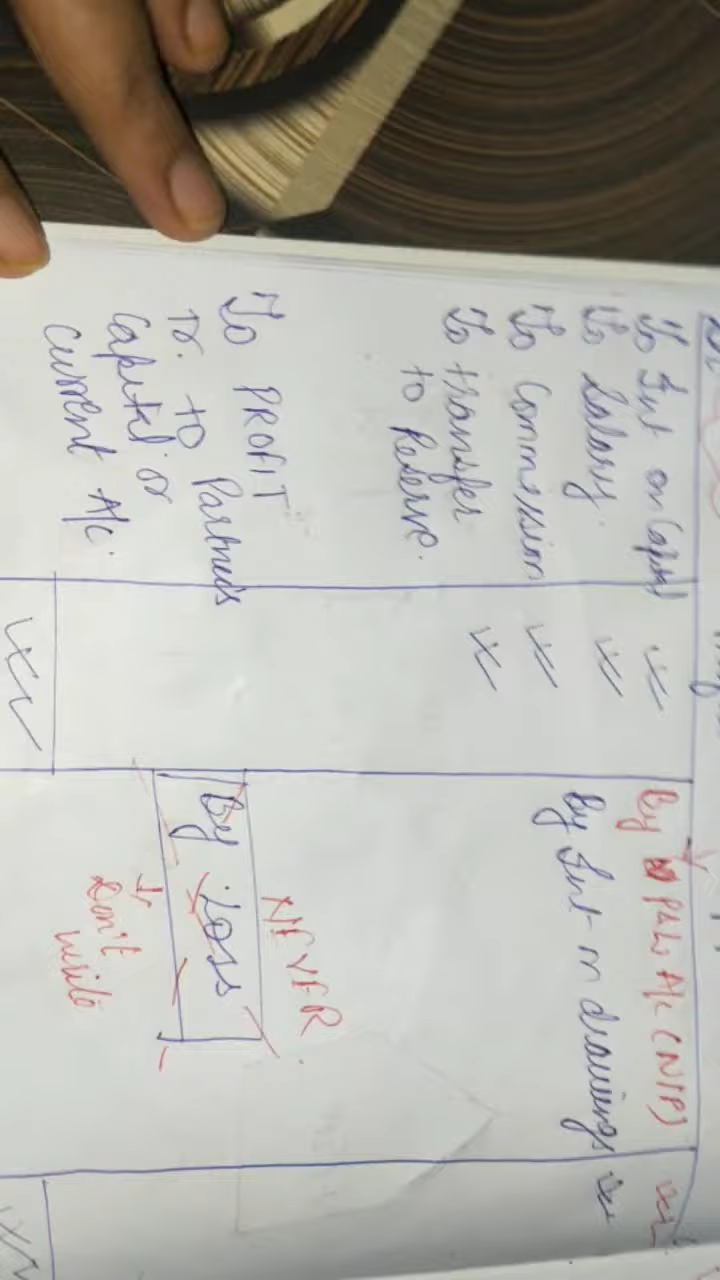 Dr
To Int on Capital
To Salary.
To Commission
To transfer
to Reserve.
To PROFIT
Tr. to Partners
Capital or
Current A/c.
By P&L A/c (N/P)
By Int on drawings
NEVER
By Loss
Don't
write